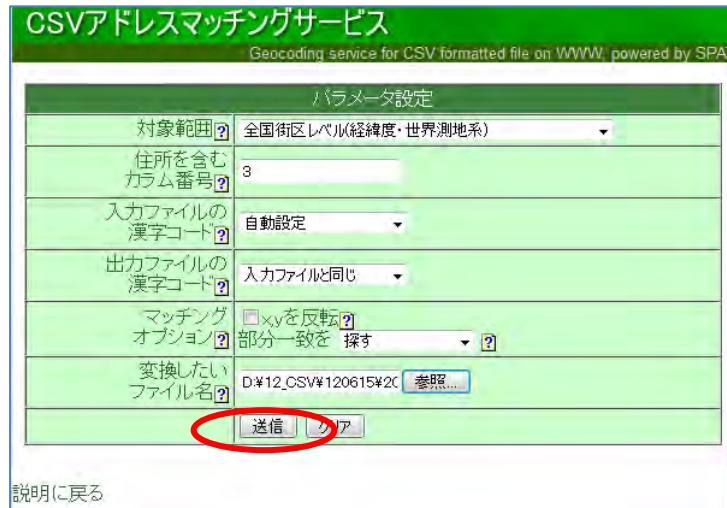 CSVアドレスマッチングサービス
Geocoding service for CSV formatted file on WWW, powered by SPA
パラメータ設定
対象範囲? 全国街区レベル(経緯度・世界測地系)
住所を含む
カラム番号? 3
入力ファイルの
漢字コード? 自動設定
出力ファイルの
漢字コード? 入力ファイルと同じ
マッチング
オプション? x,yを反転?
部分一致を 探す ?
変換したい
ファイル名? D:¥12_CSV¥120615¥2C 参照...
送信 クリア
説明に戻る